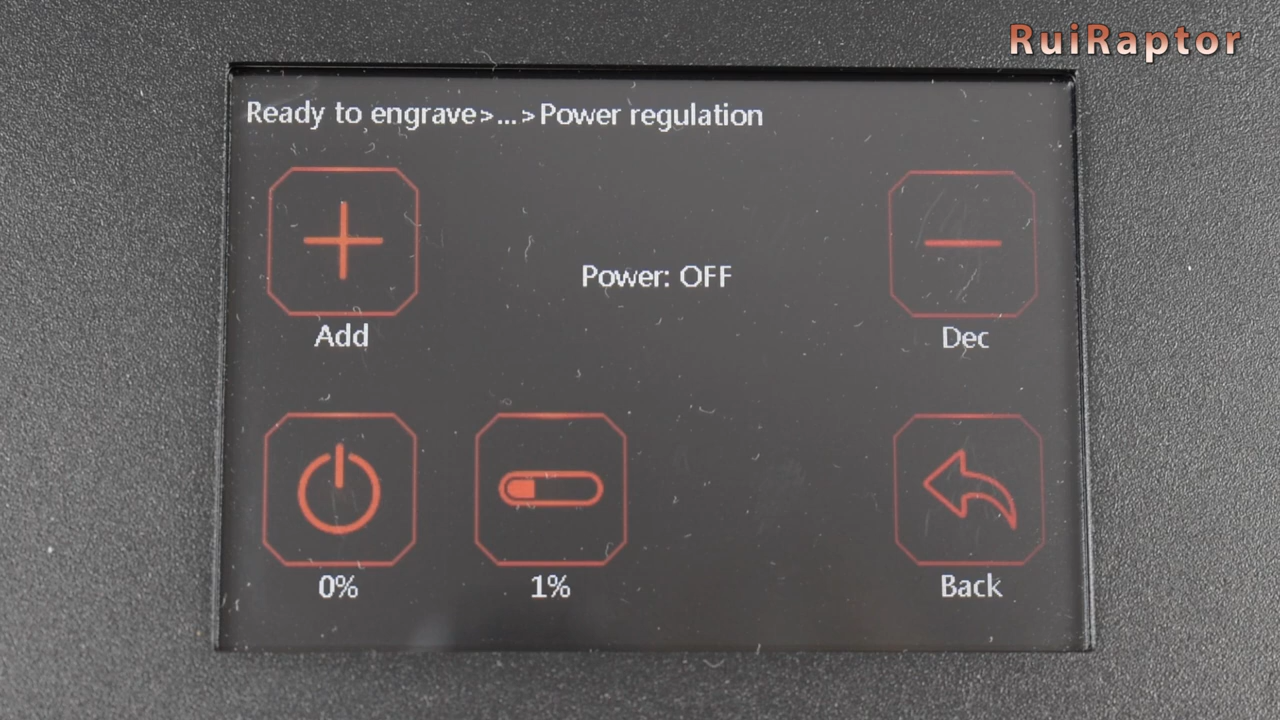 RuiRaptor
Ready to engrave>...>Power regulation
Add
Power: OFF
Dec
0%
1%
Back